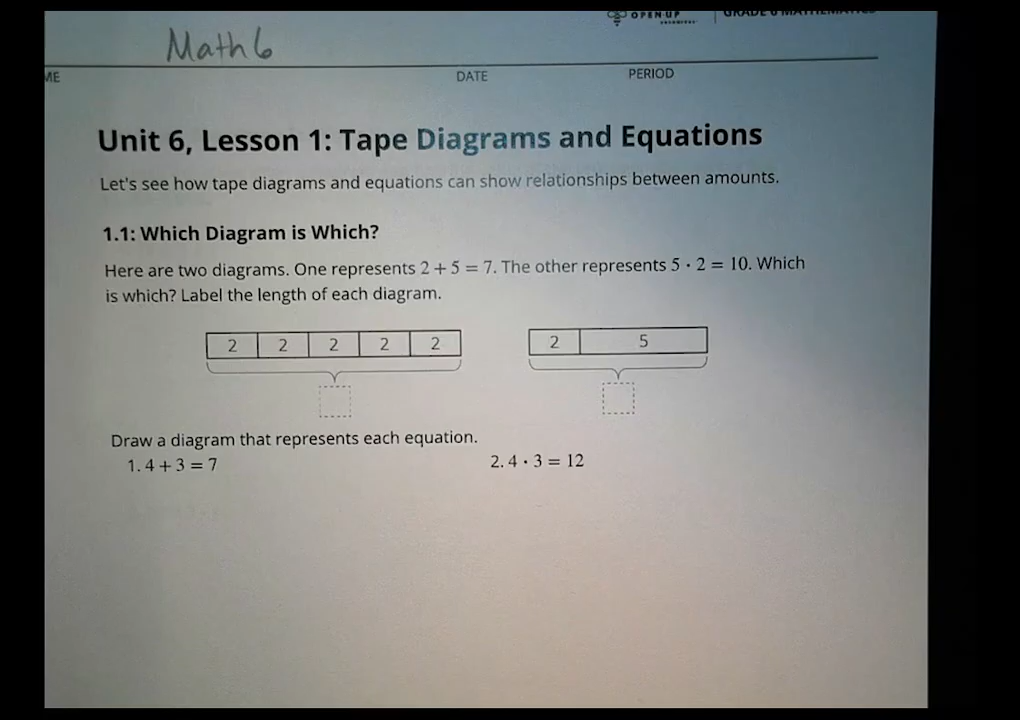 OPEN·UP
Math 6
DATE PERIOD
Unit 6, Lesson 1: Tape Diagrams and Equations
Let's see how tape diagrams and equations can show relationships between amounts.
1.1: Which Diagram is Which?
Here are two diagrams. One represents 2 + 5 = 7. The other represents 5 · 2 = 10. Which
is which? Label the length of each diagram.
2 2 2 2 2 2 5
Draw a diagram that represents each equation.
1. 4 + 3 = 7 2. 4 · 3 = 12